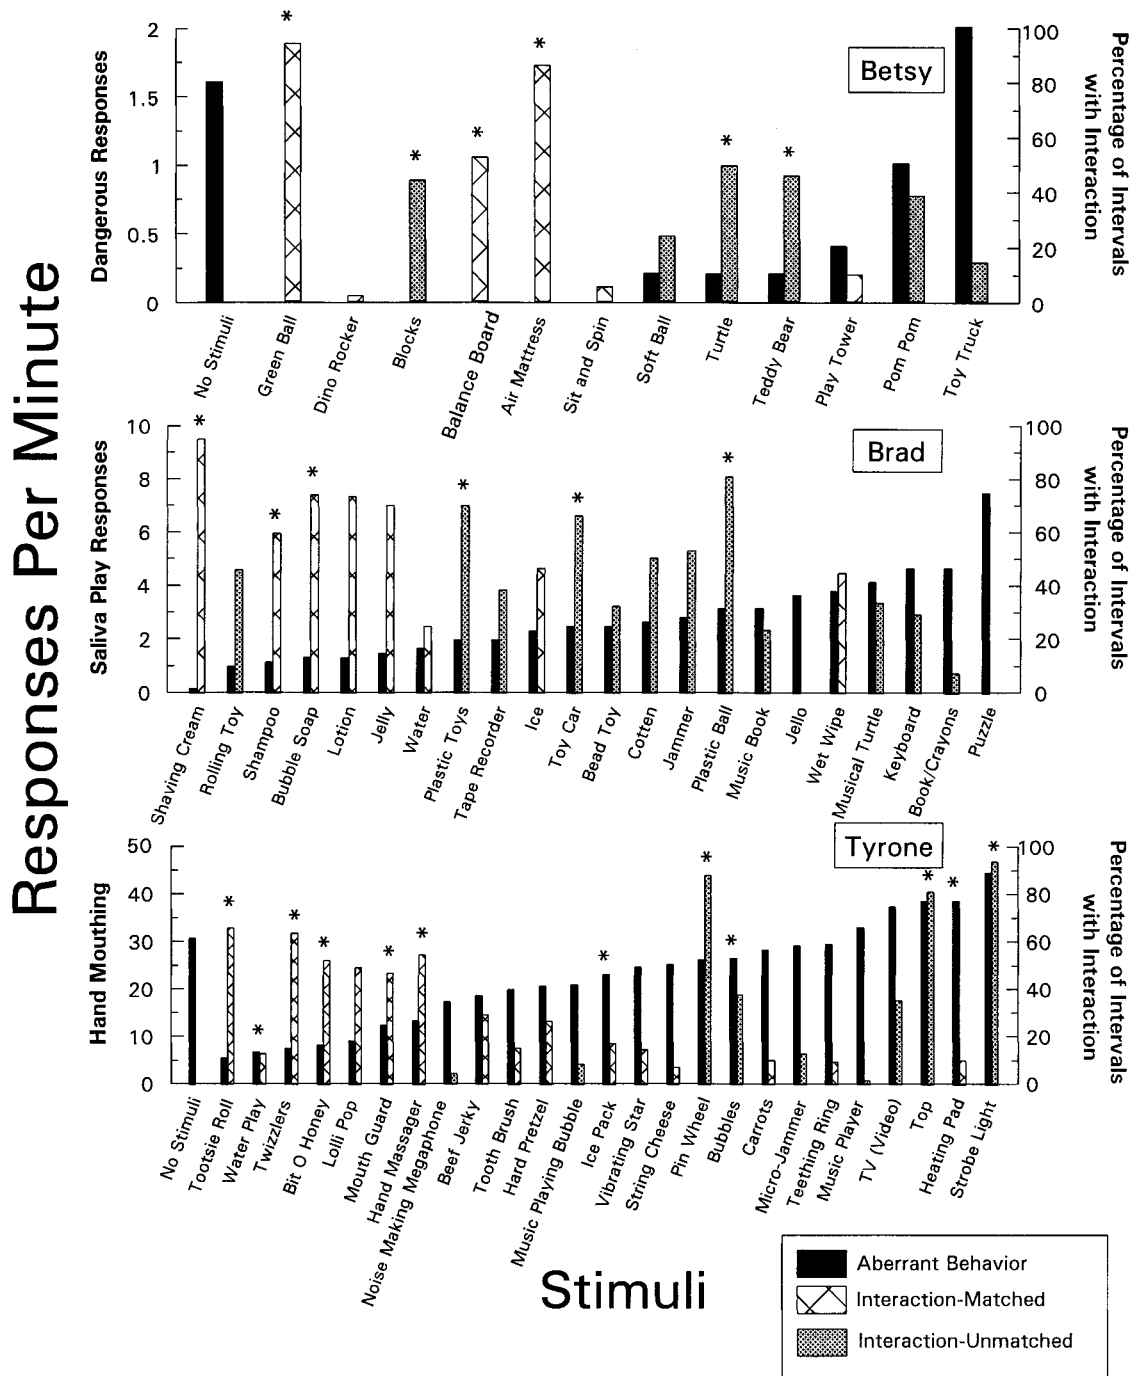 Responses Per Minute
Dangerous Responses
2
1.5
1
0.5
0
* * * * * *
Betsy
100
80
60
40
20
0
Percentage of Intervals
with Interaction
No Stimuli
Green Ball
Dino Rocker
Blocks
Balance Board
Air Mattress
Sit and Spin
Soft Ball
Turtle
Teddy Bear
Play Tower
Pom Pom
Toy Truck
Saliva Play Responses
10
8
6
4
2
0
* * * * * *
Brad
100
80
60
40
20
0
Percentage of Intervals
with Interaction
Shaving Cream
Rolling Toy
Shampoo
Bubble Soap
Lotion
Jelly
Water
Plastic Toys
Tape Recorder
Ice
Toy Car
Bead Toy
Cotten
Jammer
Plastic Ball
Music Book
Jello
Wet Wipe
Musical Turtle
Keyboard
Book/Crayons
Puzzle
Hand Mouthing
50
40
30
20
10
0
* * * * * * * * * * * *
Tyrone
100
80
60
40
20
0
Percentage of Intervals
with Interaction
No Stimuli
Tootsie Roll
Water Play
Twizzlers
Bit O Honey
Lolli Pop
Mouth Guard
Hand Massager
Noise Making Megaphone
Beef Jerky
Tooth Brush
Hard Pretzel
Music Playing Bubble
Ice Pack
Vibrating Star
String Cheese
Pin Wheel
Bubbles
Carrots
Micro-Jammer
Teething Ring
Music Player
TV (Video)
Top
Heating Pad
Strobe Light
Stimuli
Aberrant Behavior
Interaction-Matched
Interaction-Unmatched